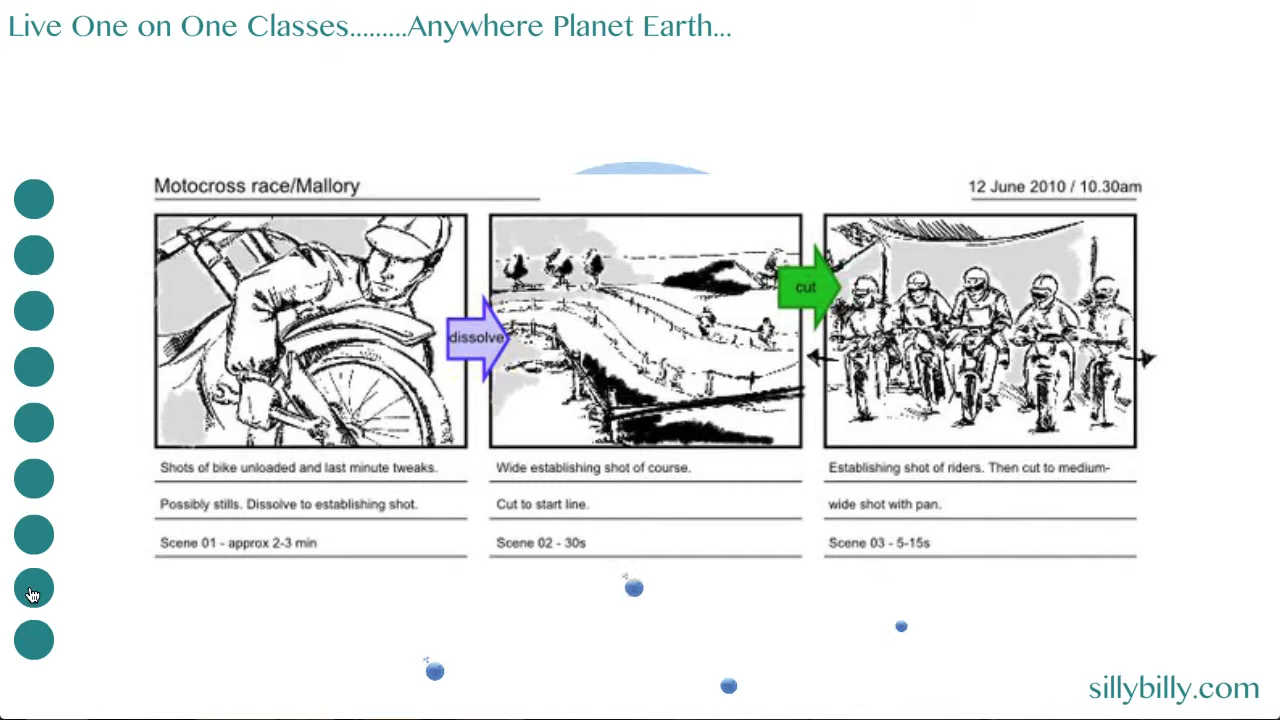 Live One on One Classes.........Anywhere Planet Earth...
Motocross race/Mallory
12 June 2010 / 10.30am
dissolve
cut
Shots of bike unloaded and last minute tweaks.
Possibly stills. Dissolve to establishing shot.
Scene 01 - approx 2-3 min
Wide establishing shot of course.
Cut to start line.
Scene 02 - 30s
Establishing shot of riders. Then cut to medium-
wide shot with pan.
Scene 03 - 5-15s
sillybilly.com